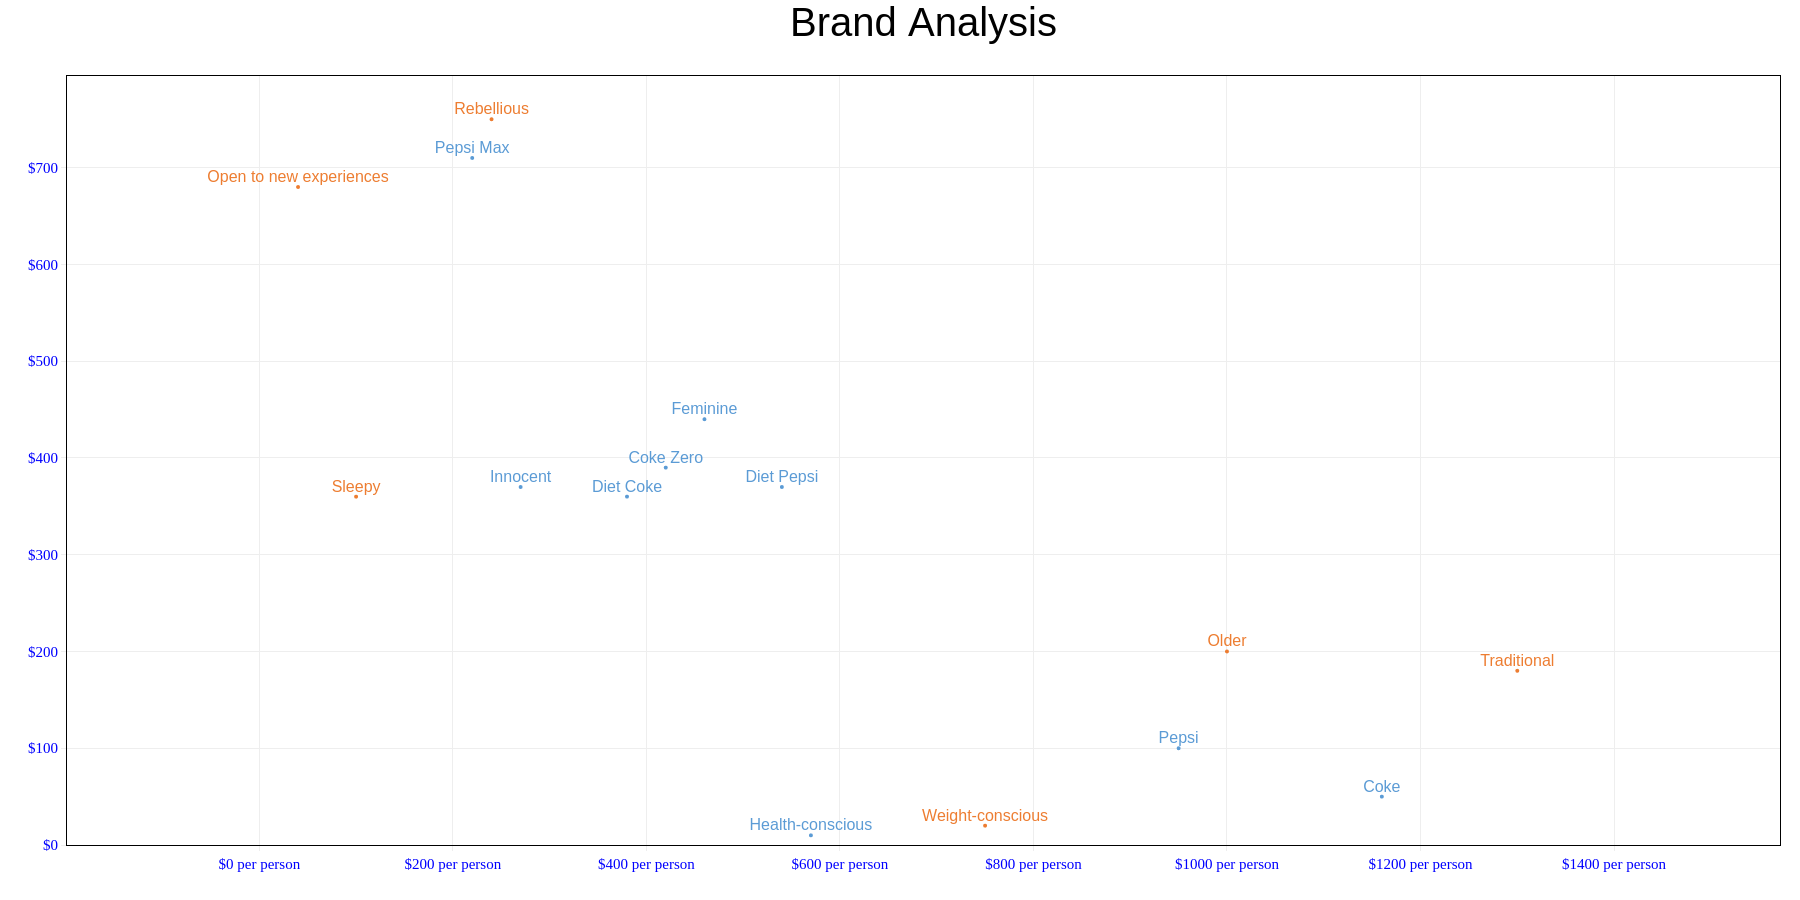 Brand Analysis
Rebellious
Pepsi Max
$700
Open to new experiences
$600
$500
Feminine
$400
Coke Zero
Innocent
Diet Pepsi
Sleepy
Diet Coke
$300
Older
$200
Traditional
Pepsi
$100
Coke
Weight-conscious
Health-conscious
$0
$0 per person
$200 per person
$400 per person
$600 per person
$800 per person
$1000 per person
$1200 per person
$1400 per person